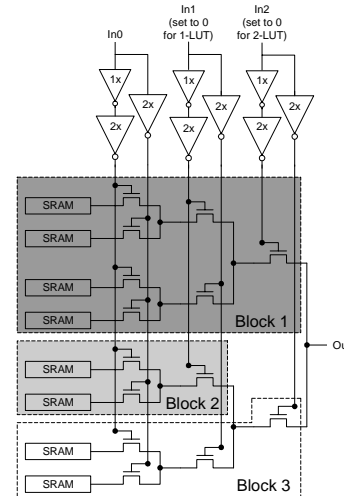 In0
In1
(set to 0
for 1-LUT)
In2
(set to 0
for 2-LUT)
1x
2x
2x
1x
2x
2x
1x
2x
2x
SRAM
SRAM
SRAM
SRAM
Block 1
Ou
SRAM
SRAM
Block 2
SRAM
SRAM
Block 3